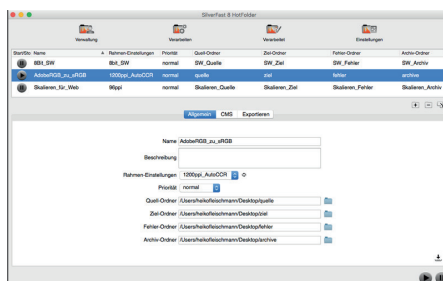 SilverFast 8 HotFolder
Verwaltung Verarbeiten Verarbeitet Einstellungen
Start/Sto Name Rahmen-Einstellungen Priorität Quell-Ordner Ziel-Ordner Fehler-Ordner Archiv-Ordner
8Bit_SW 8bit_SW normal SW_Quelle SW_Ziel SW_Fehler SW_Archiv
AdobeRGB_zu_sRGB 1200ppi_AutoCCR normal quelle ziel fehler archive
Skalieren_für_Web 96ppi normal Skalieren_Quelle Skalieren_Ziel Skalieren_Fehler Skalieren_Archiv
Allgemein CMS Exportieren
Name AdobeRGB_zu_sRGB
Beschreibung
Rahmen-Einstellungen 1200ppi_AutoCCR
Priorität normal
Quell-Ordner /Users/heikofleischmann/Desktop/quelle
Ziel-Ordner /Users/heikofleischmann/Desktop/ziel
Fehler-Ordner /Users/heikofleischmann/Desktop/fehler
Archiv-Ordner /Users/heikofleischmann/Desktop/archive